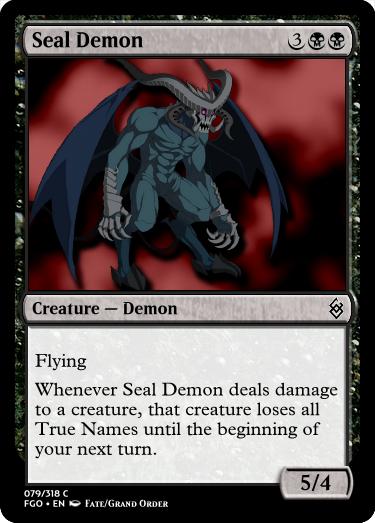 Seal Demon 3
Creature — Demon
Flying
Whenever Seal Demon deals damage
to a creature, that creature loses all
True Names until the beginning of
your next turn.
5/4
079/318 C
FGO • EN Fate/Grand Order